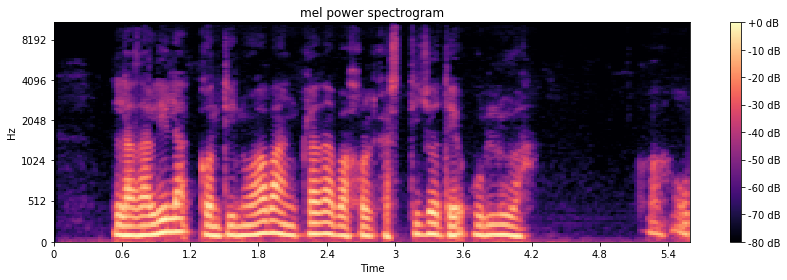 mel power spectrogram
Hz
8192
4096
2048
1024
512
0
0 0.6 1.2 1.8 2.4 3 3.6 4.2 4.8 5.4
Time
+0 dB
-10 dB
-20 dB
-30 dB
-40 dB
-50 dB
-60 dB
-70 dB
-80 dB